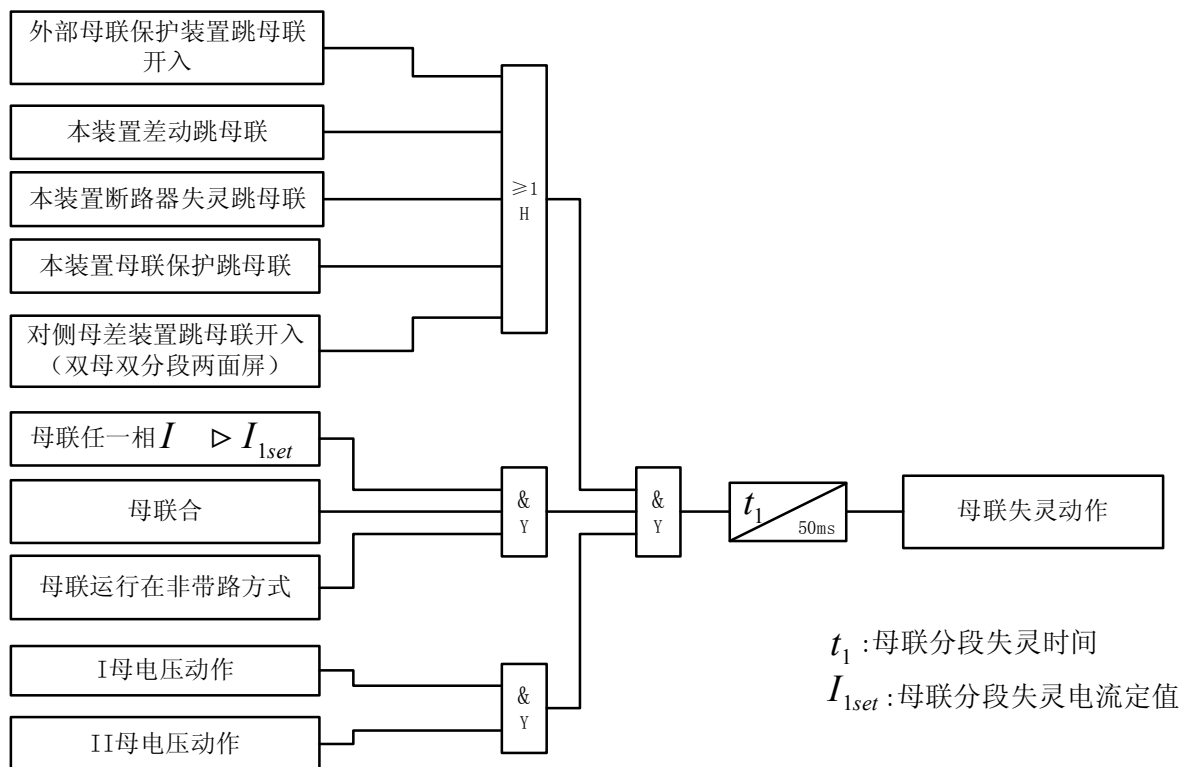 外部母联保护装置跳母联
开入
本装置差动跳母联
本装置断路器失灵跳母联
本装置母联保护跳母联
对侧母差装置跳母联开入
（双母双分段两面屏）
≥1
H
母联任一相I ▷ I1set
母联合
母联运行在非带路方式
&
Y
I母电压动作
II母电压动作
&
Y
&
Y
t1
50ms
母联失灵动作
t1:母联分段失灵时间
I1set:母联分段失灵电流定值